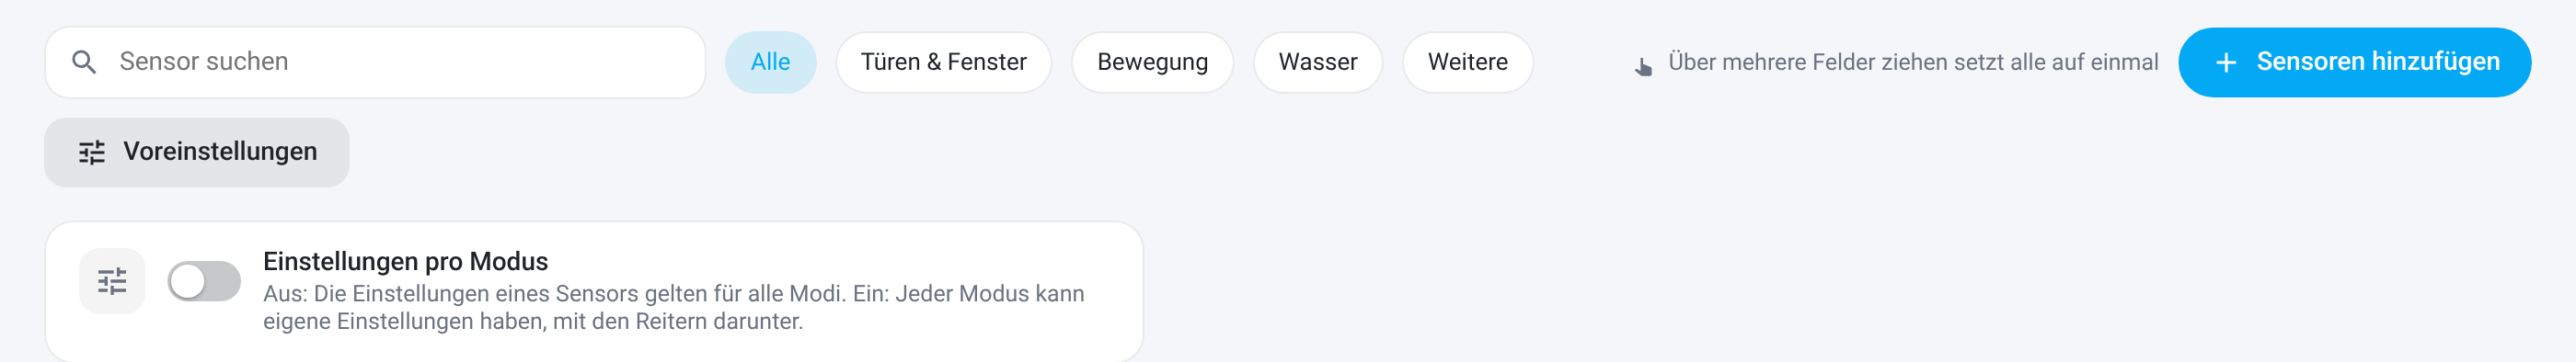 Sensor suchen
Alle
Türen & Fenster
Bewegung
Wasser
Weitere
Über mehrere Felder ziehen setzt alle auf einmal
Sensoren hinzufügen
Voreinstellungen
Einstellungen pro Modus
Aus: Die Einstellungen eines Sensors gelten für alle Modi. Ein: Jeder Modus kann
eigene Einstellungen haben, mit den Reitern darunter.